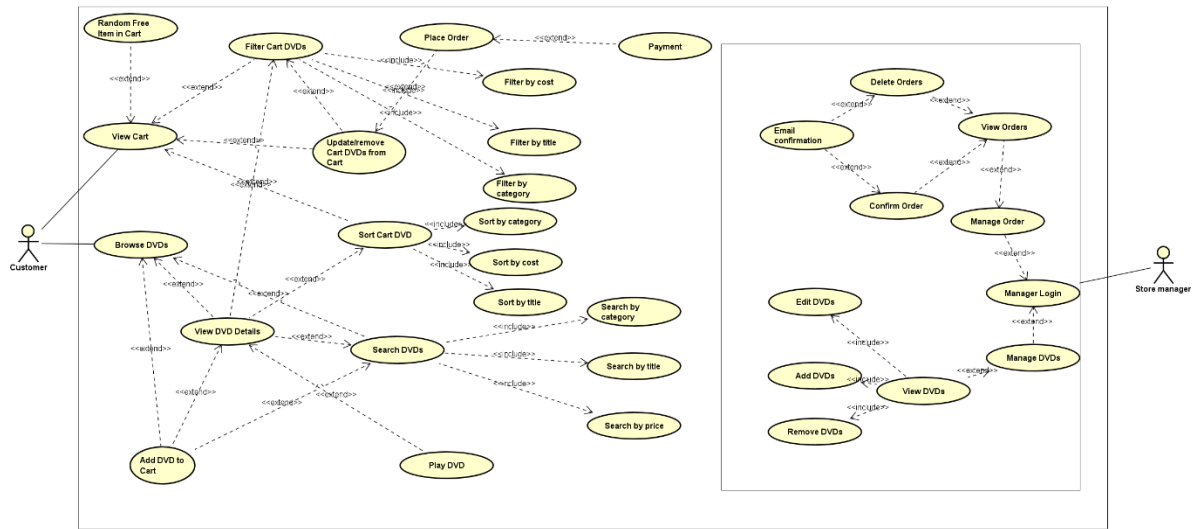 Random Free
Item in Cart
Filter Cart DVDs
Place Order
<<extend>>
Payment
<<extend>>
<<extend>>
<<include>>
<<extend>>
<<include>>
<<include>>
<<extend>>
Filter by cost
Delete Orders
<<extend>>
<<extend>>
View Cart
<<extend>>
<<extend>>
Update/remove
Cart DVDs from
Cart
Filter by title
Email
confirmation
View Orders
<<extend>>
<<extend>>
<<extend>>
Filter by
category
<<extend>>
<<extend>>
Confirm Order
Sort by category
<<include>>
Manage Order
Customer
Browse DVDs
Sort Cart DVD
<<include>>
Sort by cost
<<include>>
<<extend>>
Store manager
<<extend>>
<<extend>>
<<extend>>
Sort by title
Manager Login
Edit DVDs
Search by
category
<<include>>
View DVD Details
<<extend>>
Search DVDs
<<extend>>
<<include>>
<<extend>>
<<include>>
Search by title
Manage DVDs
<<extend>>
Add DVDs
<<include>>
View DVDs
<<extend>>
<<extend>>
<<extend>>
<<include>>
<<include>>
Search by price
Remove DVDs
Add DVD to
Cart
Play DVD